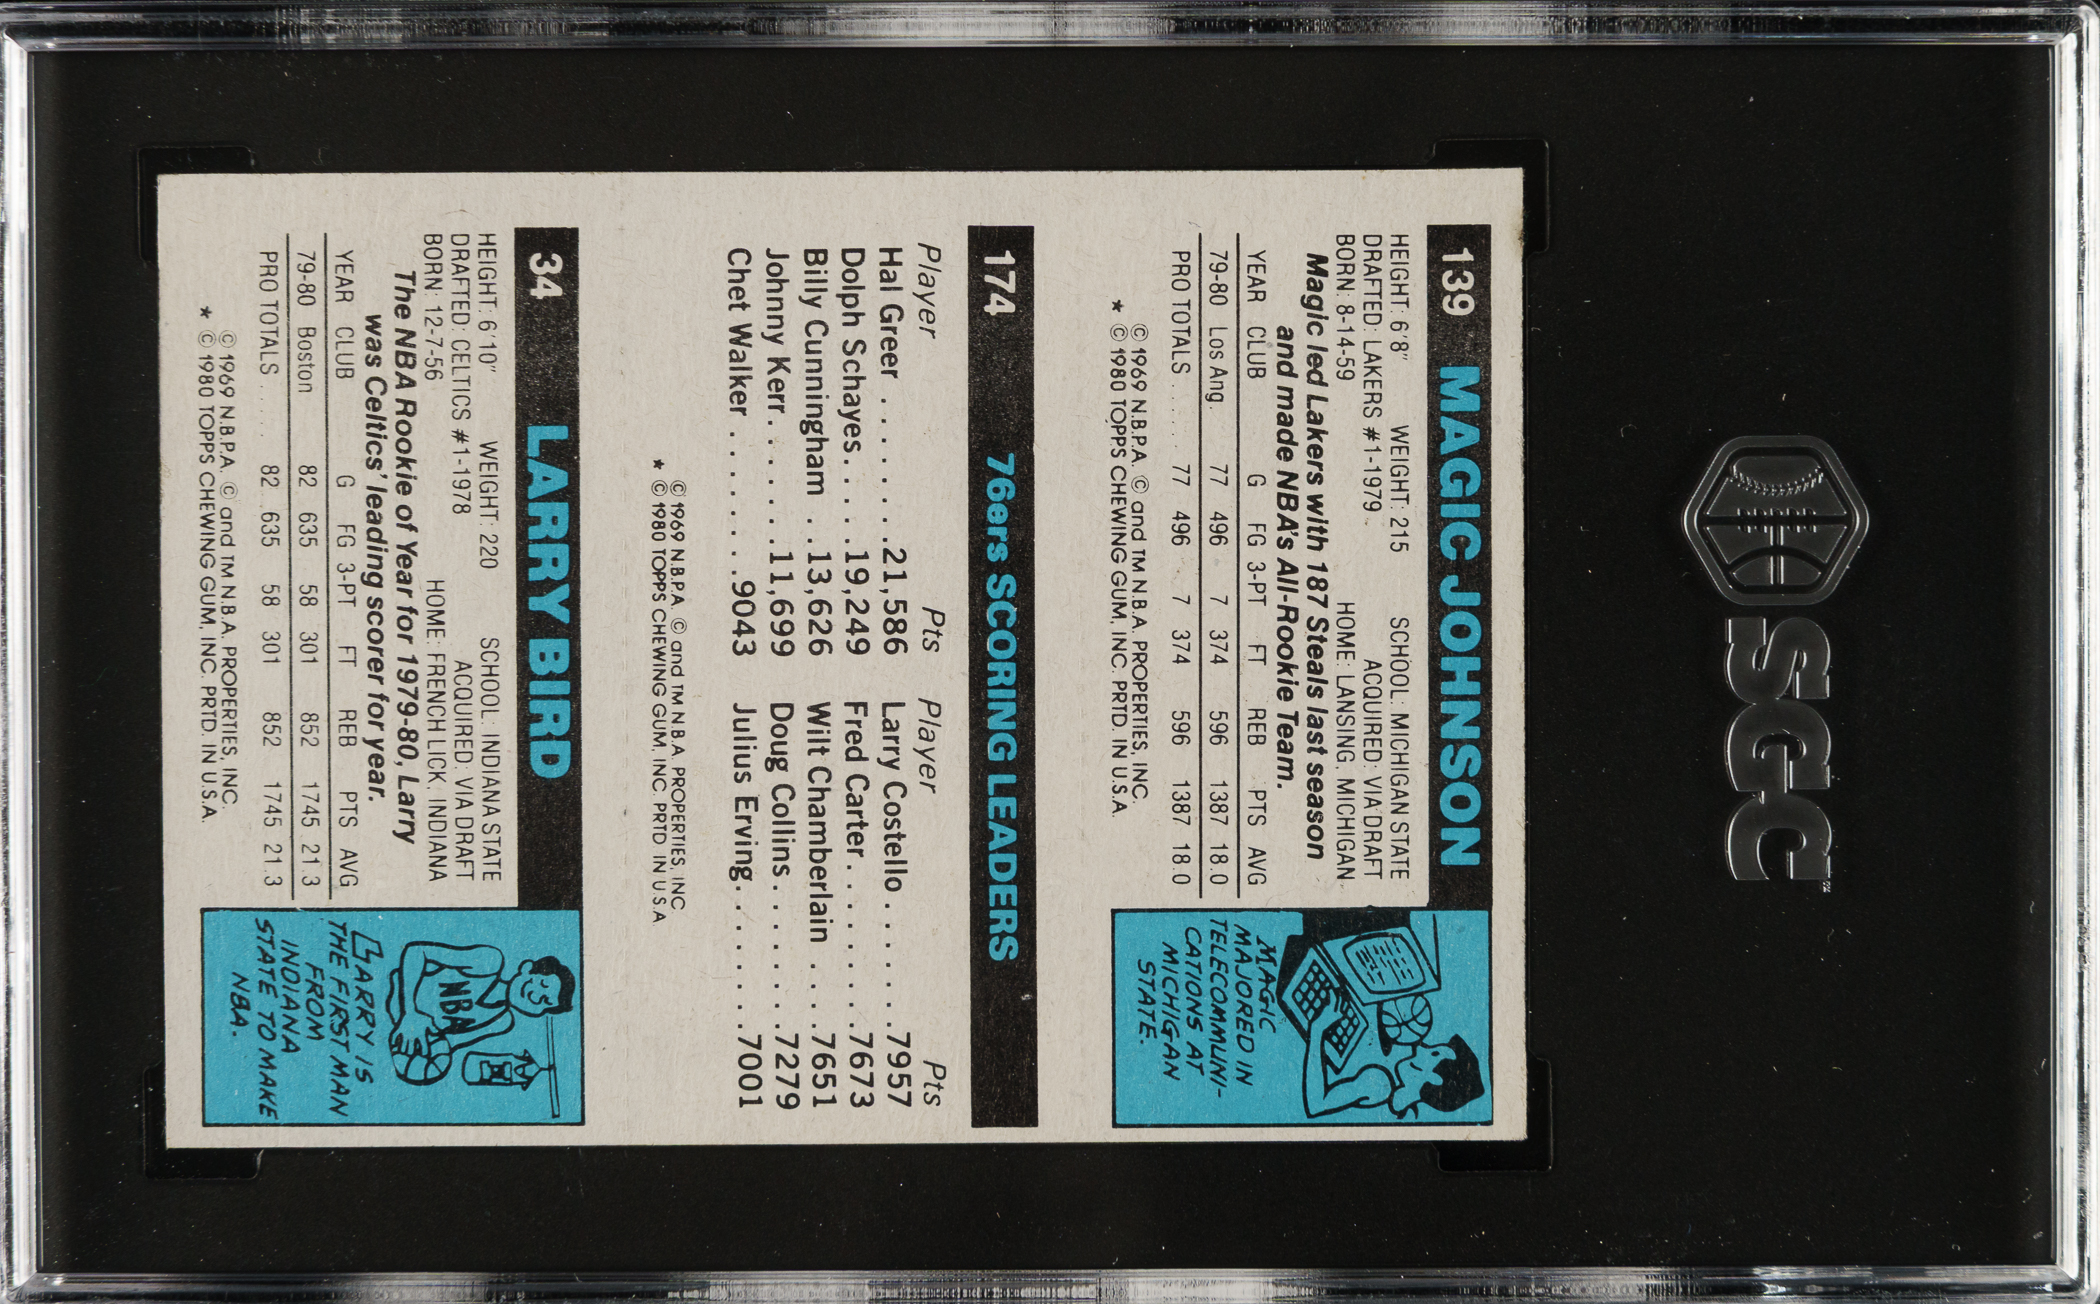 SGC™
139 MAGIC JOHNSON
HEIGHT: 6'8" WEIGHT: 215 SCHOOL: MICHIGAN STATE
DRAFTED: LAKERS #1-1979 ACQUIRED: VIA DRAFT
BORN: 8-14-59 HOME: LANSING, MICHIGAN
Magic led Lakers with 187 Steals last season
and made NBA's All-Rookie Team.
YEAR CLUB G FG 3-PT FT REB PTS AVG
79-80 Los Ang. 77 496 7 374 596 1387 18.0
PRO TOTALS ..... 77 496 7 374 596 1387 18.0
© 1969 N.B.P.A. © and TM N.B.A. PROPERTIES, INC.
* © 1980 TOPPS CHEWING GUM, INC. PRTD. IN U.S.A.
MAGIC
MAJORED IN
TELECOMMUNI-
CATIONS AT
MICHIGAN
STATE.
174 76ers SCORING LEADERS
Player Pts Player Pts
Hal Greer ........21,586 Larry Costello .......7957
Dolph Schayes.....19,249 Fred Carter.........7673
Billy Cunningham ..13,626 Wilt Chamberlain ....7651
Johnny Kerr.......11,699 Doug Collins........7279
Chet Walker ........9043 Julius Erving........7001
© 1969 N.B.P.A. © and TM N.B.A. PROPERTIES, INC
* © 1980 TOPPS CHEWING GUM, INC. PRTD IN U.S.A
34 LARRY BIRD
HEIGHT: 6'10" WEIGHT: 220 SCHOOL: INDIANA STATE
DRAFTED: CELTICS #1-1978 ACQUIRED: VIA DRAFT
BORN: 12-7-56 HOME: FRENCH LICK, INDIANA
The NBA Rookie of Year for 1979-80, Larry
was Celtics' leading scorer for year.
YEAR CLUB G FG 3-PT FT REB PTS AVG
79-80 Boston 82 635 58 301 852 1745 21.3
PRO TOTALS ..... 82 635 58 301 852 1745 21.3
© 1969 N.B.P.A. © and TM N.B.A. PROPERTIES, INC.
* © 1980 TOPPS CHEWING GUM, INC. PRTD. IN U.S.A.
NBA
LARRY IS
THE FIRST MAN
FROM
INDIANA
STATE TO MAKE
NBA.